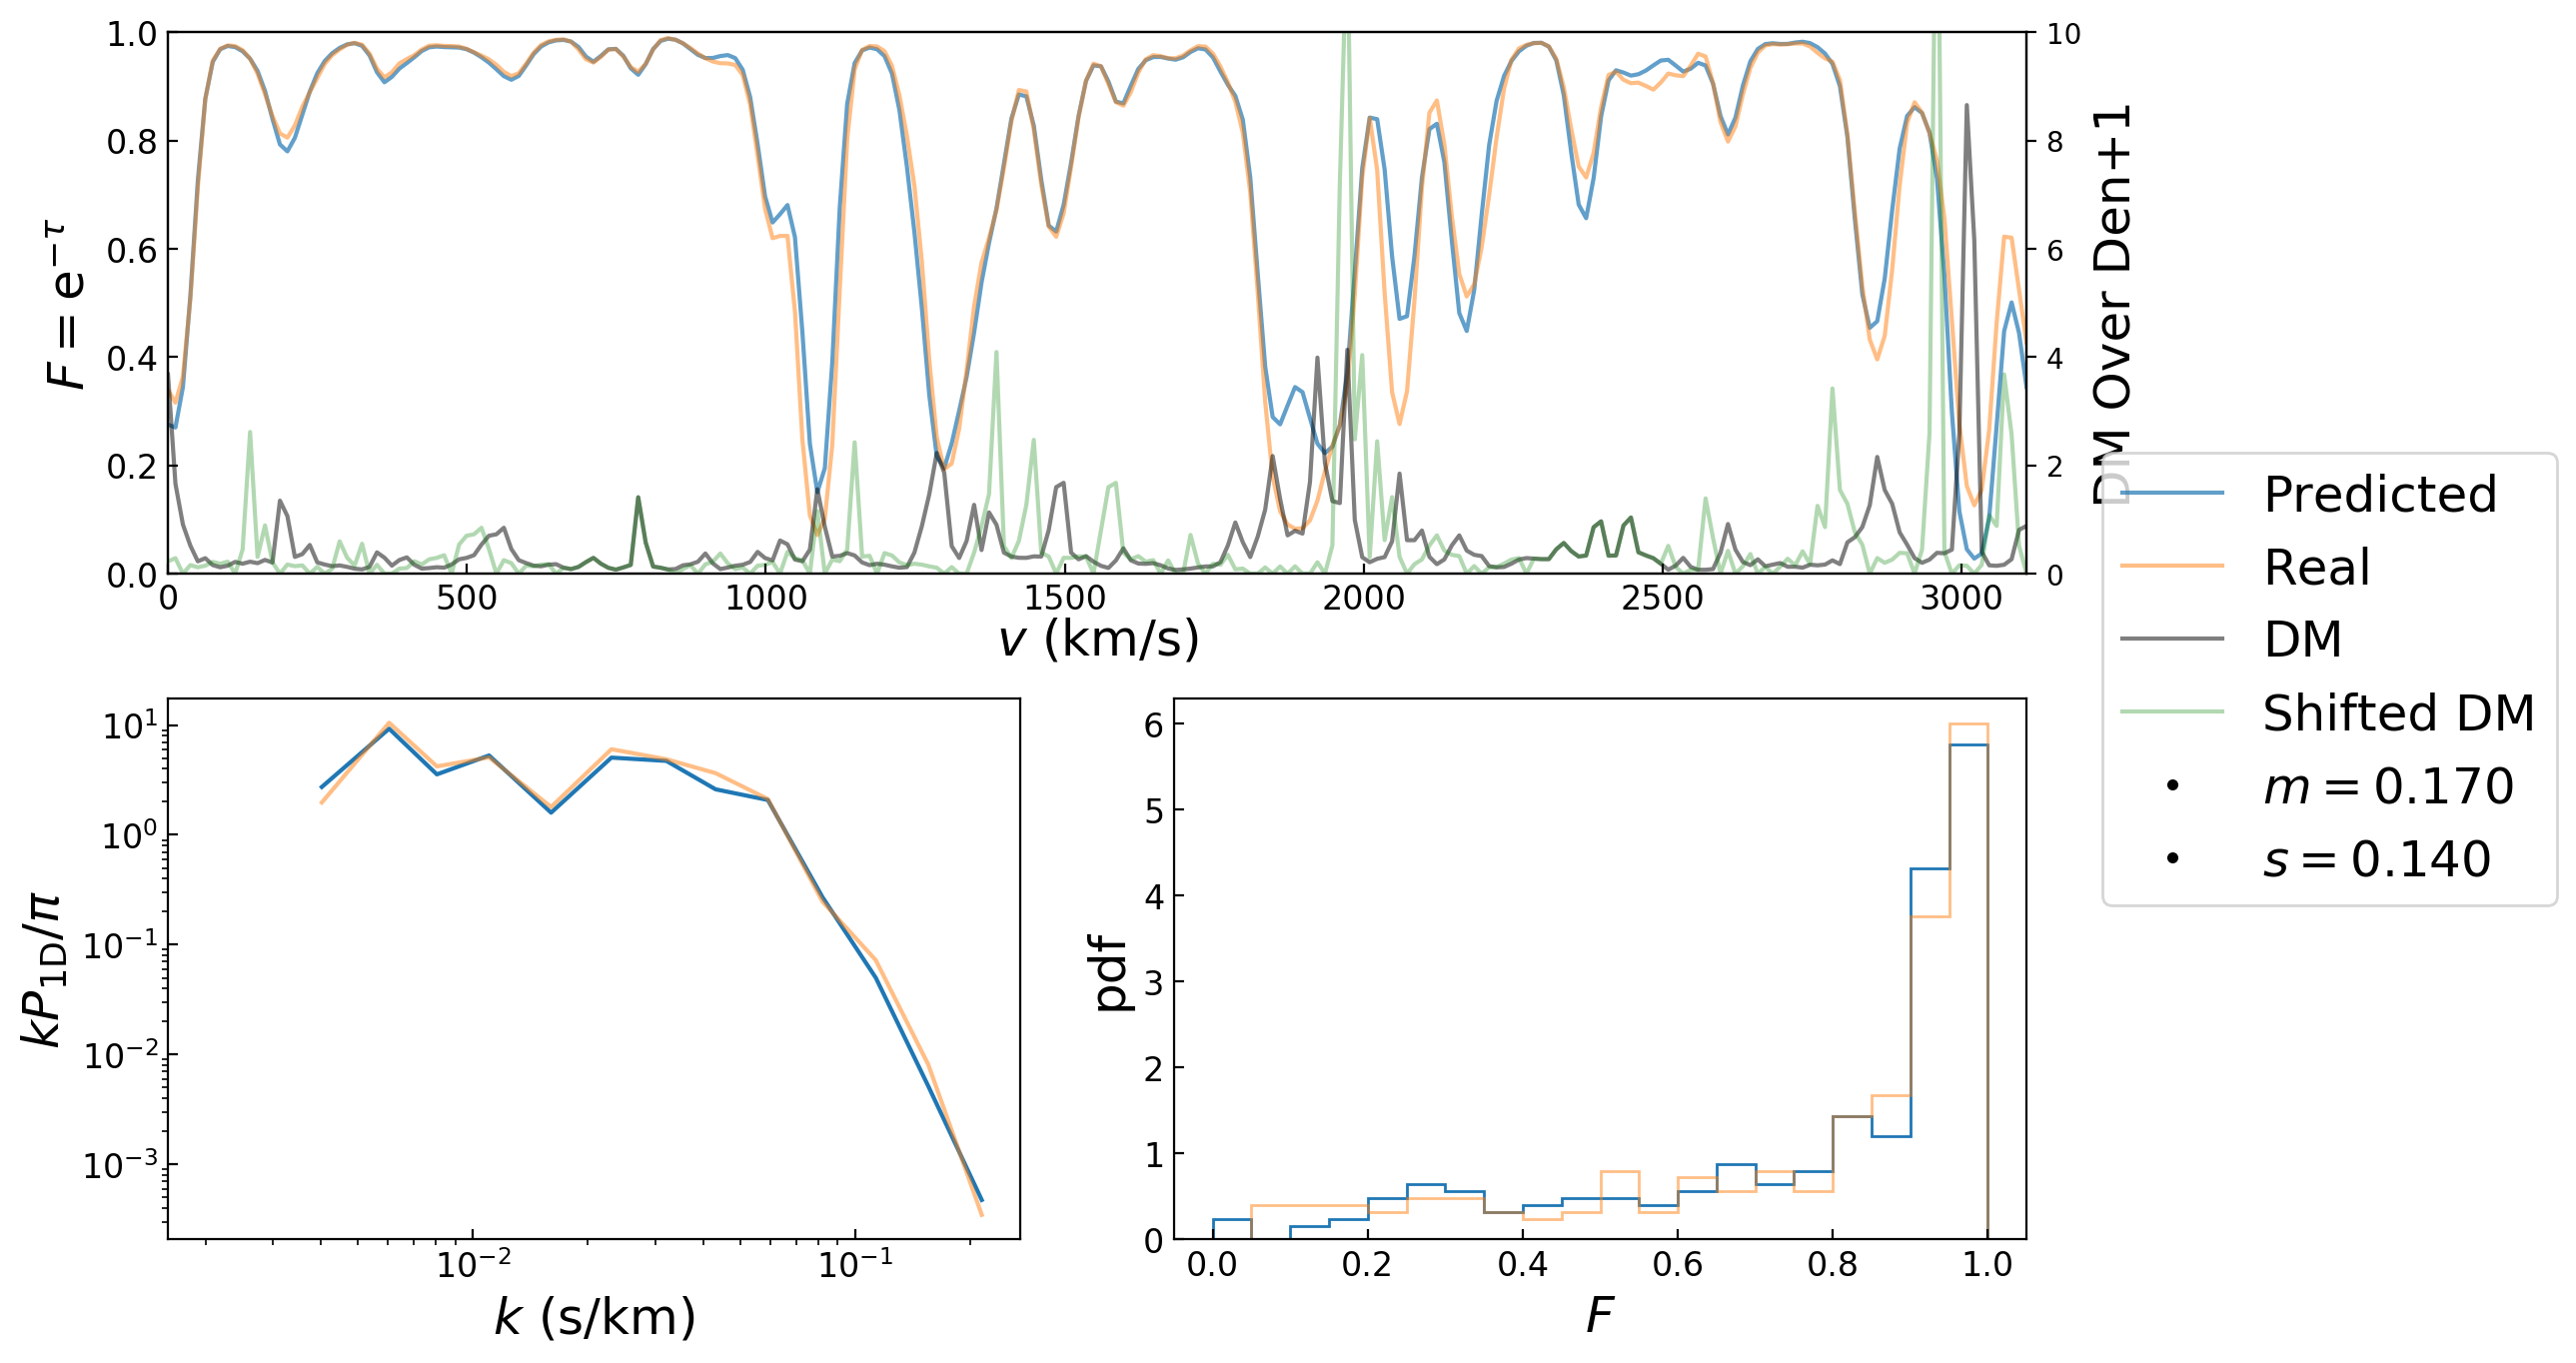 1.0
0.8
0.6
0.4
0.2
0.0
F = e^{−τ}
0 500 1000 1500 2000 2500 3000
v (km/s)
10
8
6
4
2
0
DM Over Den+1
Predicted
Real
DM
Shifted DM
m = 0.170
s = 0.140
10^1
10^0
10^{−1}
10^{−2}
10^{−3}
kP_{1D}/π
10^{−2} 10^{−1}
k (s/km)
6
5
4
3
2
1
0
pdf
0.0 0.2 0.4 0.6 0.8 1.0
F